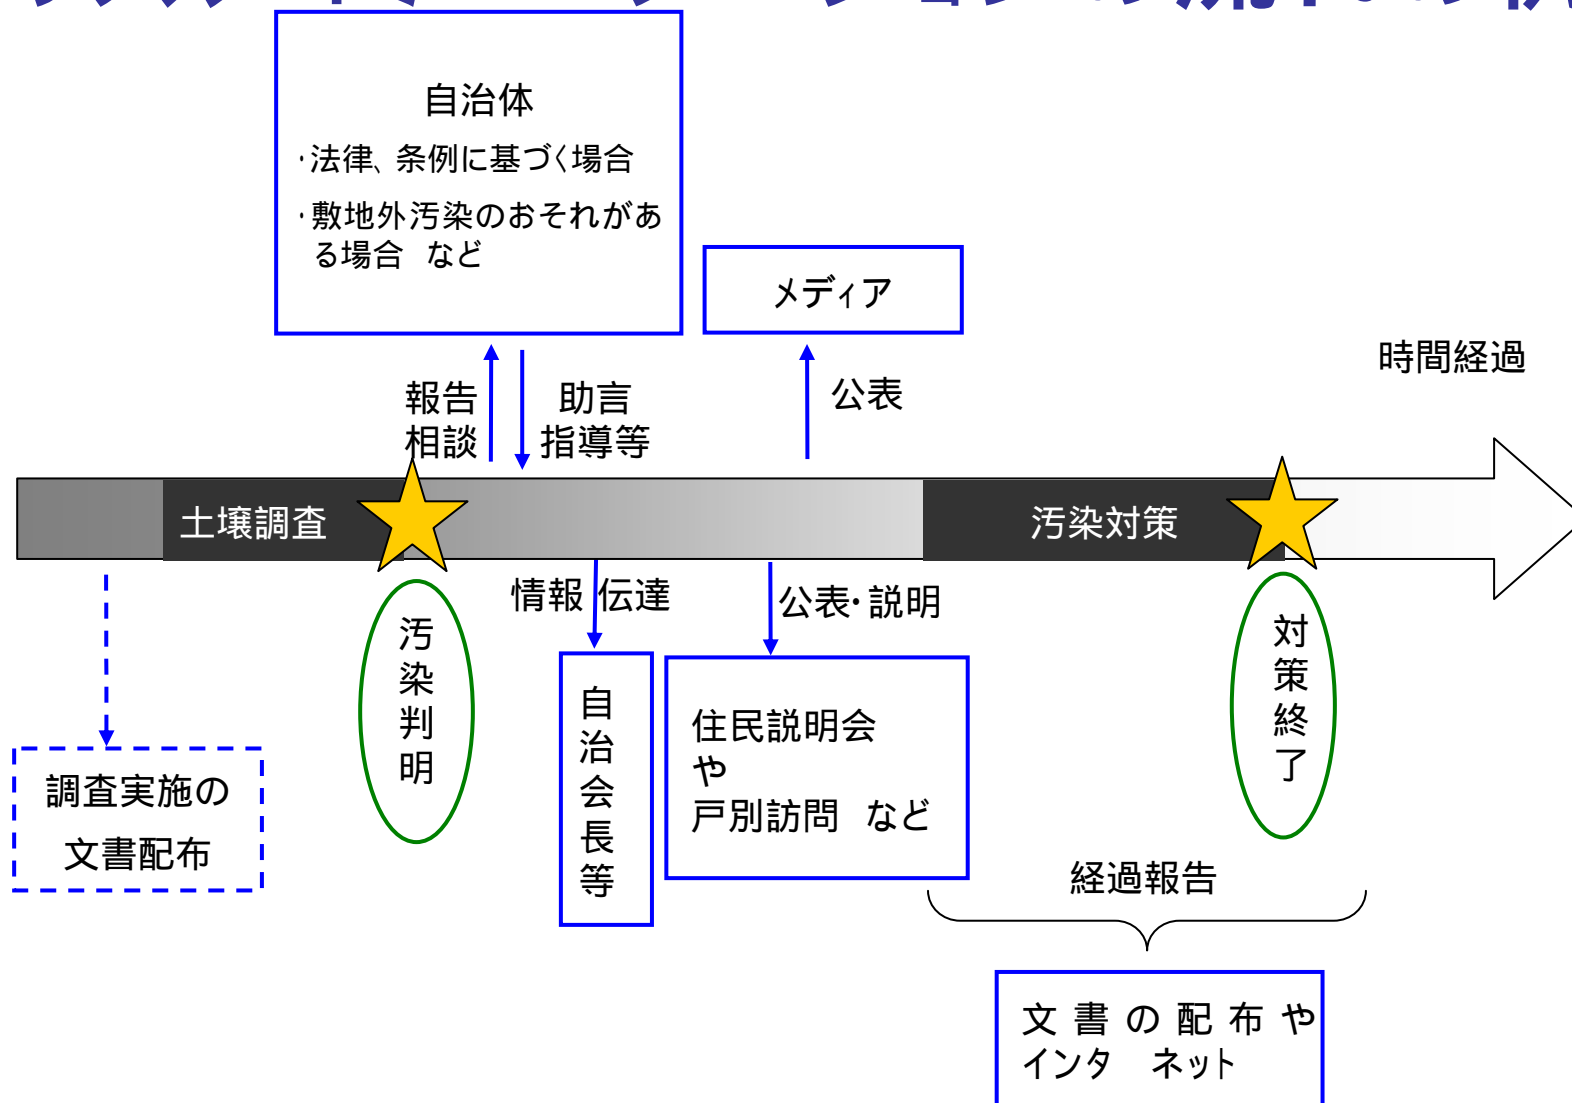 自治体
・法律、条例に基づく場合
・敷地外汚染のおそれがあ
る場合 など
メディア
時間経過
報告
相談
助言
指導等
公表
土壌調査
汚染対策
情報 伝達
公表・説明
汚染判明
対策終了
自治会長等
住民説明会
や
戸別訪問 など
調査実施の
文書配布
経過報告
文書の配布や
インタ ネット